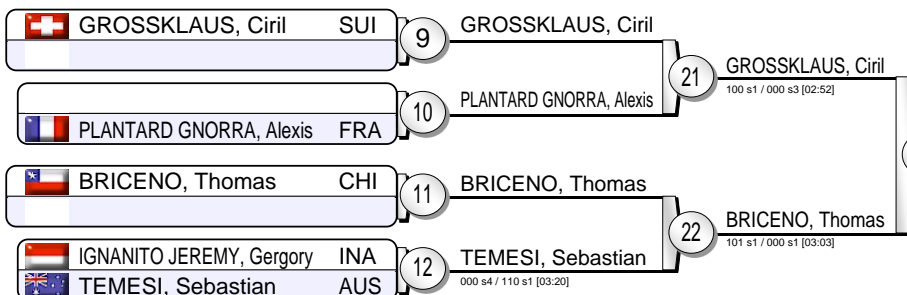 GROSSKLAUS, Ciril SUI
9
GROSSKLAUS, Ciril
PLANTARD GNORRA, Alexis FRA
10
PLANTARD GNORRA, Alexis
21
GROSSKLAUS, Ciril
100 s1 / 000 s3 [02:52]
BRICENO, Thomas CHI
11
BRICENO, Thomas
IGNANITO JEREMY, Gergory INA
TEMESI, Sebastian AUS
12
TEMESI, Sebastian
000 s4 / 110 s1 [03:20]
22
BRICENO, Thomas
101 s1 / 000 s1 [03:03]